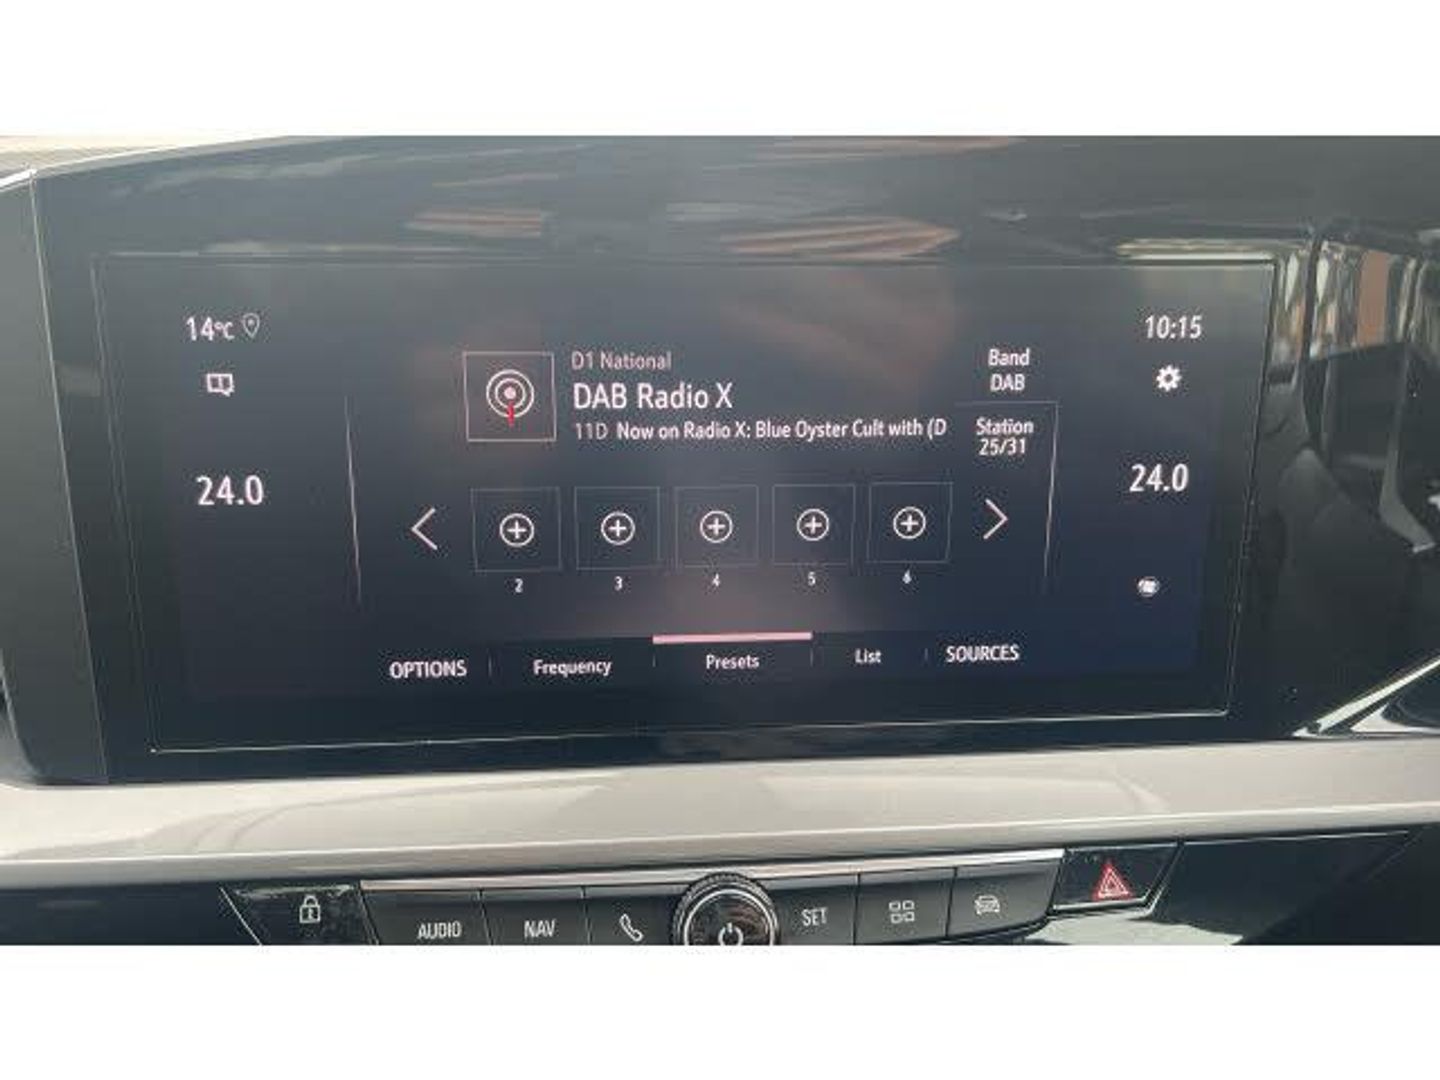 14°C
10:15
D1 National
DAB Radio X
11D Now on Radio X: Blue Oyster Cult with (D
Band
DAB
Station
25/31
24.0
24.0
2 3 4 5 6
OPTIONS Frequency Presets List SOURCES
AUDIO NAV SET